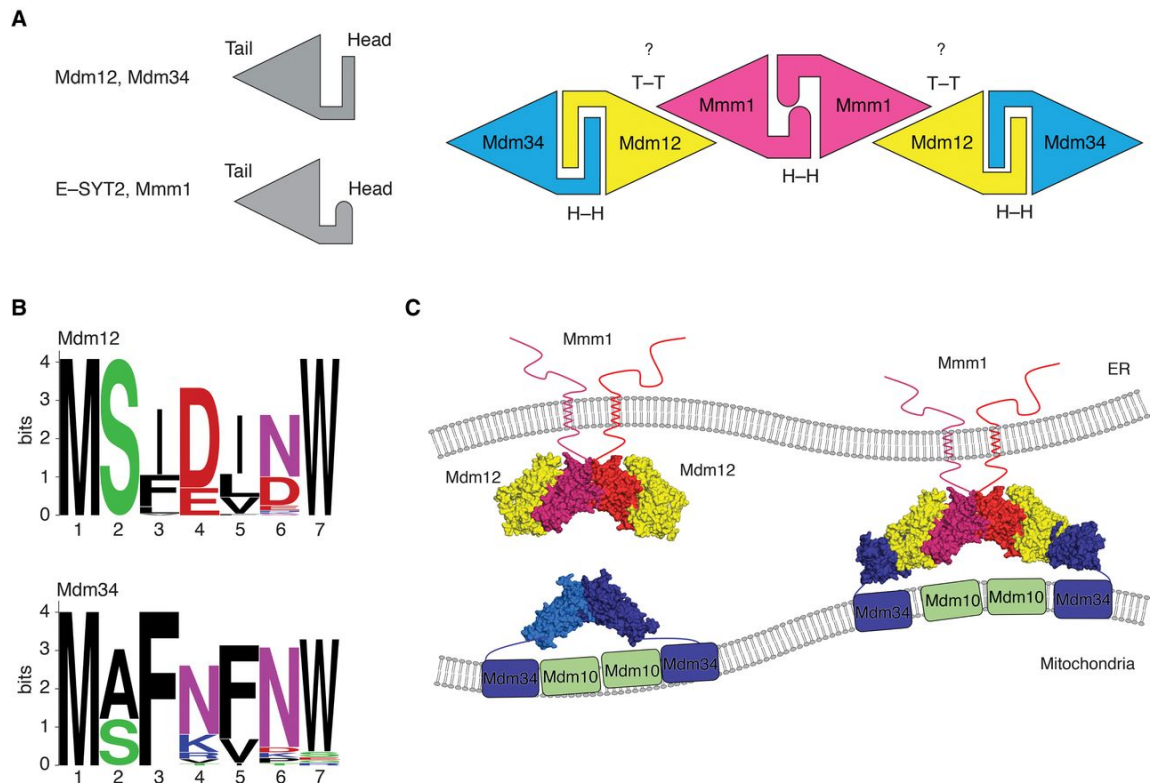 A
Tail
Head
Mdm12, Mdm34
Tail
Head
E–SYT2, Mmm1
?
?
T–T
T–T
Mmm1
Mmm1
Mdm34
Mdm12
Mdm12
Mdm34
H–H
H–H
H–H
B
Mdm12
4
3
2
1
0
bits
M S I D I N W
F E L D
L V
1 2 3 4 5 6 7
Mdm34
4
3
2
1
0
bits
M A F N F N W
S K V
1 2 3 4 5 6 7
C
Mmm1
Mmm1
ER
Mdm12
Mdm12
Mdm34
Mdm10
Mdm10
Mdm34
Mdm34
Mdm10
Mdm10
Mdm34
Mitochondria